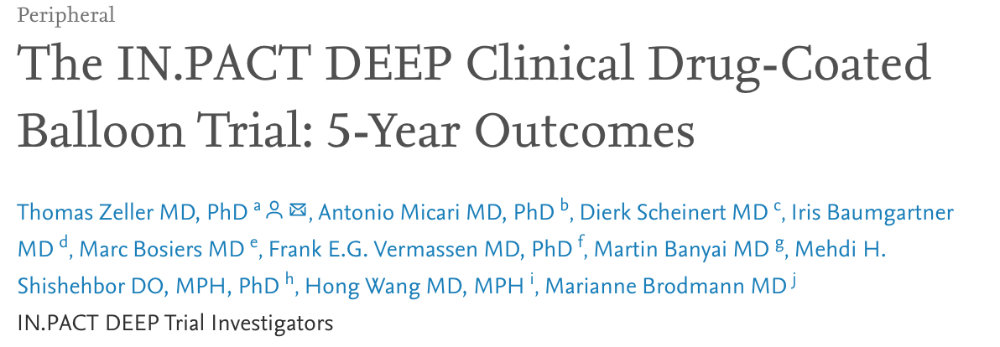 Peripheral
The IN.PACT DEEP Clinical Drug-Coated
Balloon Trial: 5-Year Outcomes
Thomas Zeller MD, PhD a, Antonio Micari MD, PhD b, Dierk Scheinert MD c, Iris Baumgartner
MD d, Marc Bosiers MD e, Frank E.G. Vermassen MD, PhD f, Martin Banyai MD g, Mehdi H.
Shishehbor DO, MPH, PhD h, Hong Wang MD, MPH i, Marianne Brodmann MD j
IN.PACT DEEP Trial Investigators